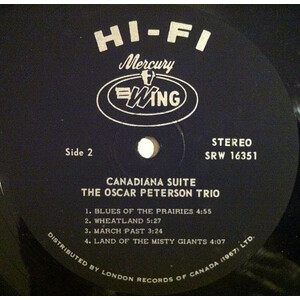 HI-FI
Mercury
WING
STEREO
Side 2
SRW 16351
CANADIANA SUITE
THE OSCAR PETERSON TRIO
1. BLUES OF THE PRAIRIES 4:55
2. WHEATLAND 5:27
3. MARCH PAST 3:24
4. LAND OF THE MISTY GIANTS 4:07
DISTRIBUTED BY LONDON RECORDS OF CANADA (1967) LTD.